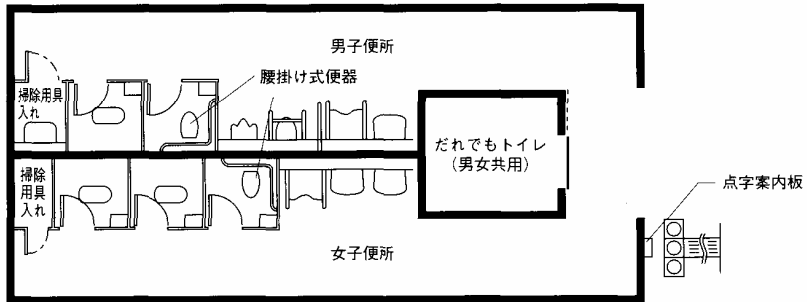 男子便所
腰掛け式便器
掃除用具
入れ
だれでもトイレ
(男女共用)
掃除
用具
入れ
点字案内板
女子便所